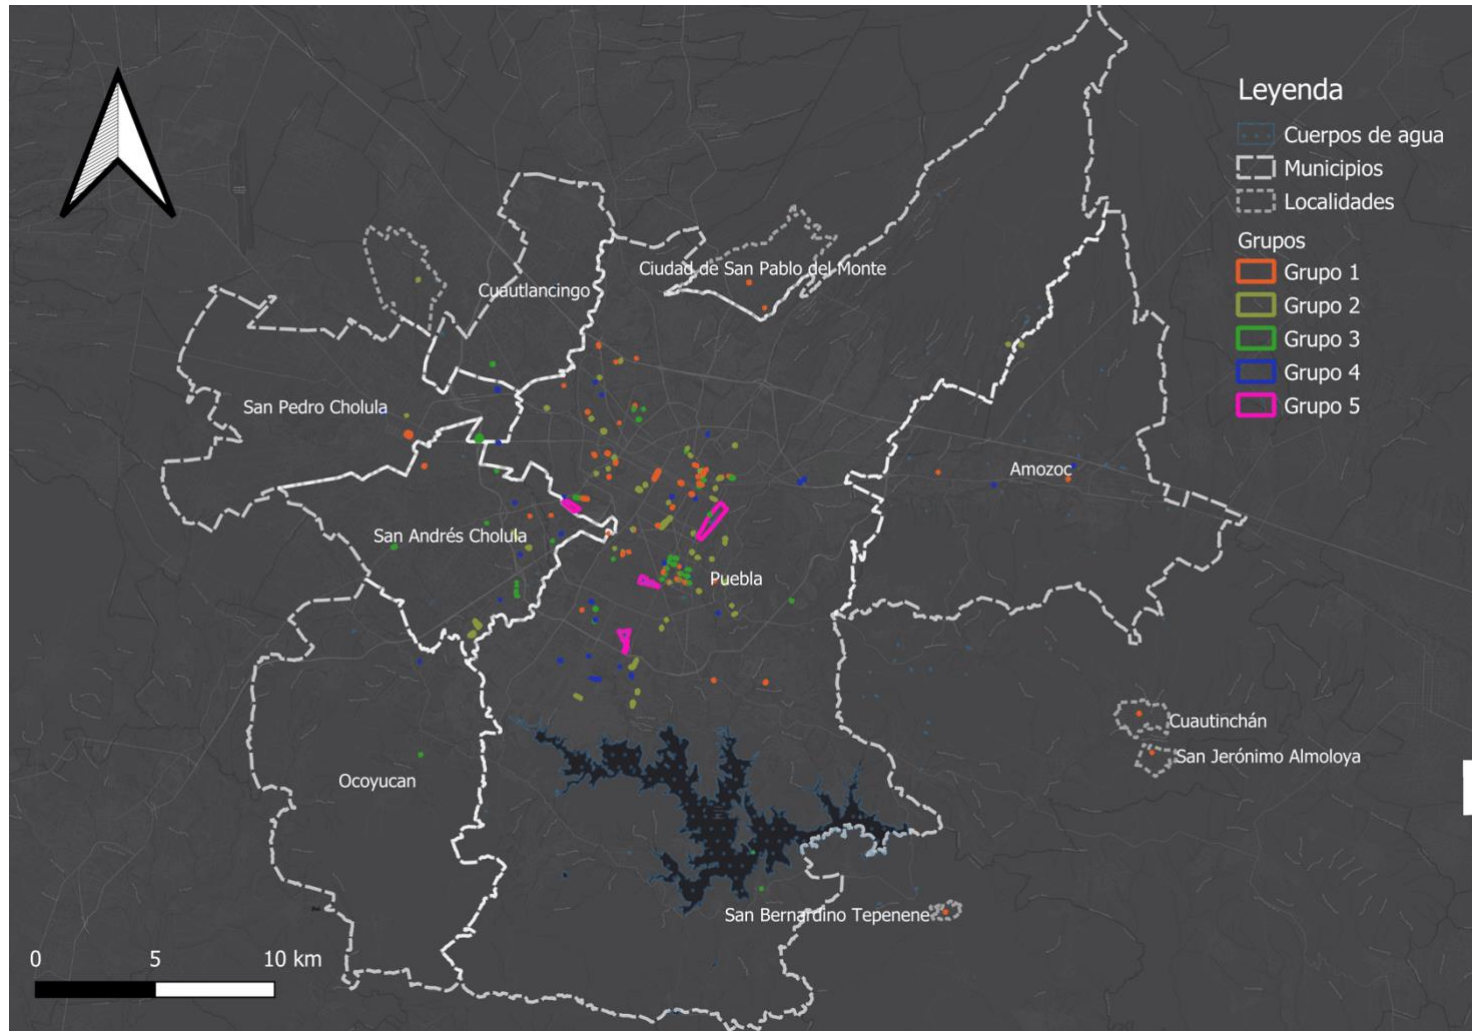 Leyenda
Cuerpos de agua
Municipios
Localidades
Grupos
Grupo 1
Grupo 2
Grupo 3
Grupo 4
Grupo 5
Ciudad de San Pablo del Monte
Cuautlancingo
San Pedro Cholula
Amozoc
San Andrés Cholula
Puebla
Cuautinchán
San Jerónimo Almoloya
Ocoyucan
San Bernardino Tepenene
0 5 10 km